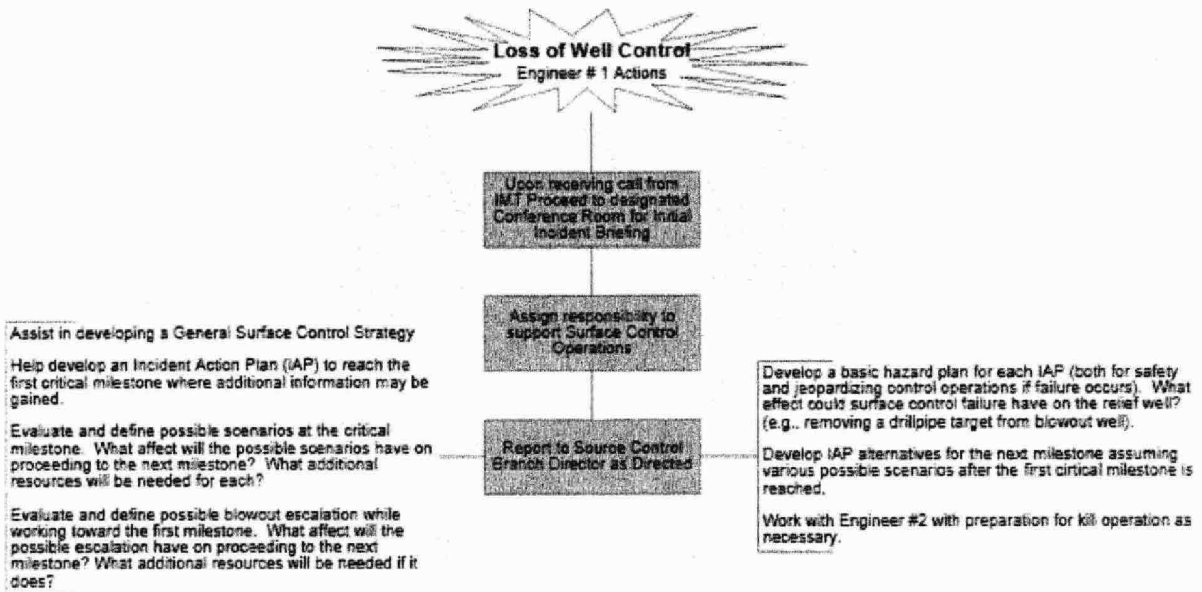 Loss of Well Control
Engineer # 1 Actions
Upon receiving call from
IMT Proceed to designated
Conference Room for Initial
Incident Briefing
Assign responsibility to
support Surface Control
Operations
Report to Source Control
Branch Director as Directed
Assist in developing a General Surface Control Strategy
Help develop an Incident Action Plan (IAP) to reach the
first critical milestone where additional information may be
gained.
Evaluate and define possible scenarios at the critical
milestone. What affect will the possible scenarios have on
proceeding to the next milestone? What additional
resources will be needed for each?
Evaluate and define possible blowout escalation while
working toward the first milestone. What affect will the
possible escalation have on proceeding to the next
milestone? What additional resources will be needed if it
does?
Develop a basic hazard plan for each IAP (both for safety
and jeopardizing control operations if failure occurs). What
effect could surface control failure have on the relief well?
(e.g., removing a drillpipe target from blowout well).
Develop IAP alternatives for the next milestone assuming
various possible scenarios after the first cirtical milestone is
reached.
Work with Engineer #2 with preparation for kill operation as
necessary.